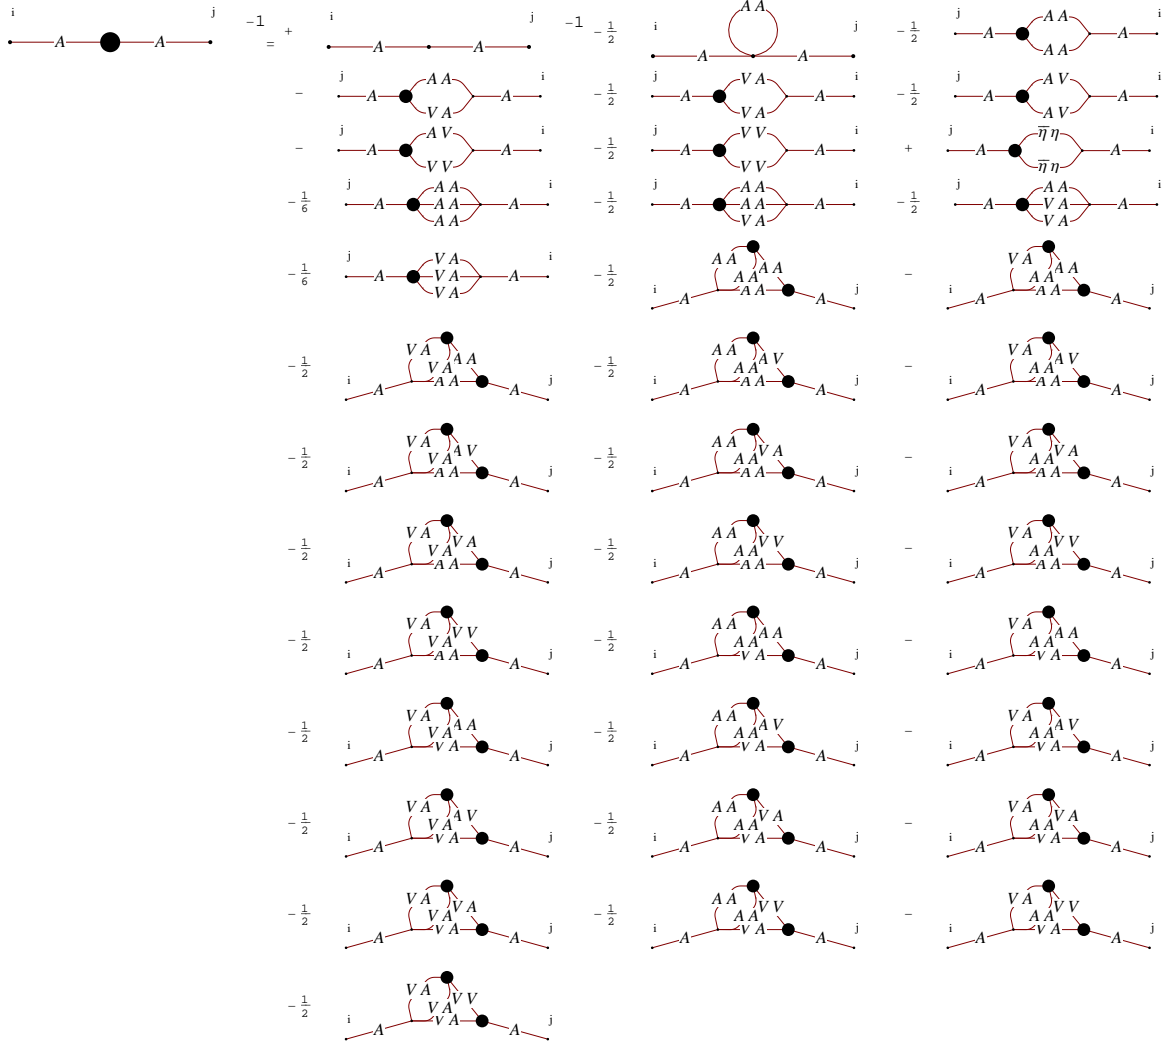 i j -1 i j -1 A A j A A i
A A = + A A - 1/2 i A A j - 1/2 A A A
j A A i j V A i j A V i
- A V A A - 1/2 A V A A - 1/2 A A V A
j A V i j V V i j η̅ η i
- A V V A - 1/2 A V V A + A η̅ η A
j A A i j A A i j A A i
- 1/6 A A A A - 1/2 A A A A - 1/2 A V A A
A A V A V A
j V A i
- 1/6 A V A A - 1/2 A A A A - V A A A
V A A A A A
i A A A j i A A A j
- 1/2 V A A A - 1/2 A A A V - V A A V
V A A A A A
i A A A j i A A A j i A A A j
- 1/2 V A A V - 1/2 A A V A - V A V A
V A A A A A
i A A A j i A A A j i A A A j
- 1/2 V A V A - 1/2 A A V V - V A V V
V A A A A A
i A A A j i A A A j i A A A j
- 1/2 V A V V - 1/2 A A A A - V A A A
V A A A A A
i A A A j i V A A j i V A A j
- 1/2 V A A A - 1/2 A A A V - V A A V
V A A A A A
i V A A j i V A A j i V A A j
- 1/2 V A A V - 1/2 A A V A - V A V A
V A A A A A
i V A A j i V A A j i V A A j
- 1/2 V A V A - 1/2 A A V V - V A V V
V A A A A A
i V A A j i V A A j i V A A j
- 1/2 V A V V
V A
i V A A j